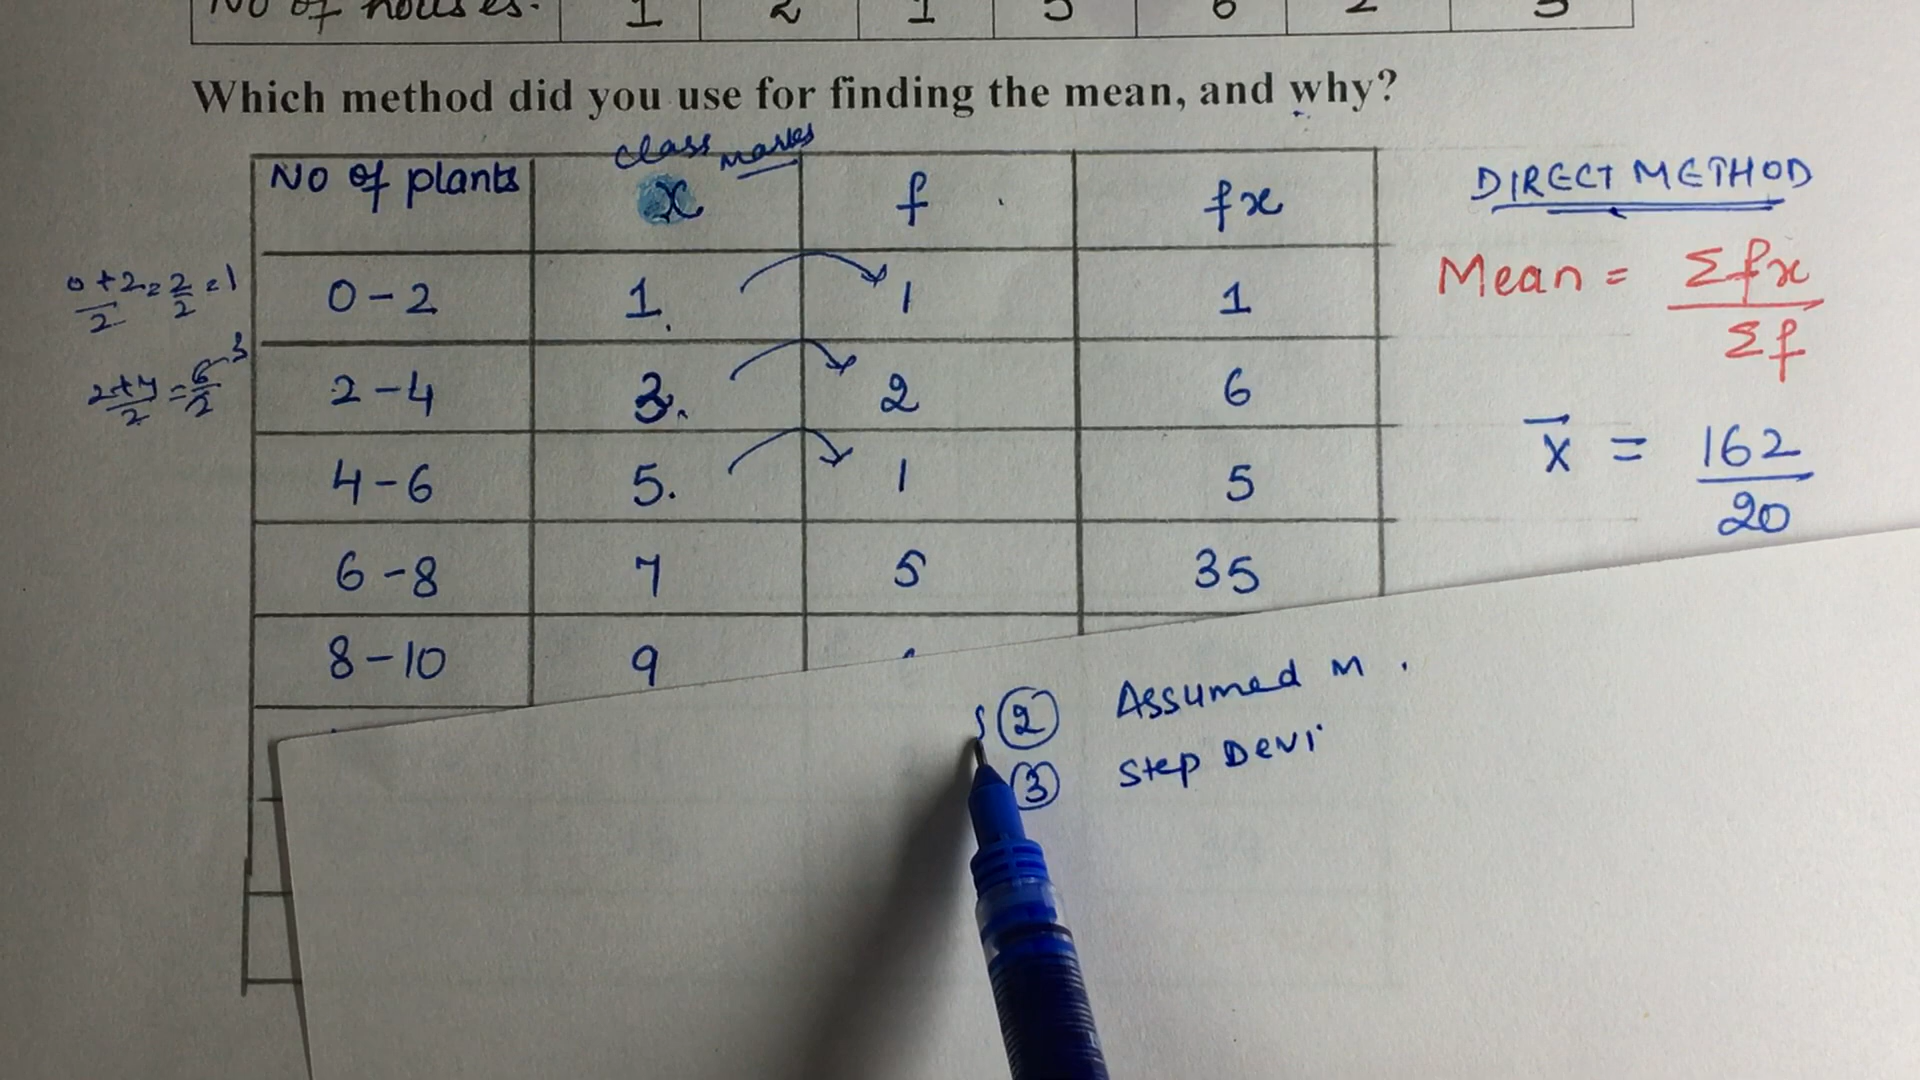 No of houses. 1 2 1 5 6 2 3
Which method did you use for finding the mean, and why?
class marks
No of plants x f fx
0-2 1. 1 1
2-4 3. 2 6
4-6 5. 1 5
6-8 7 5 35
8-10 9
0+2/2 = 2/2 = 1
2+4/2 = 6/2 3
DIRECT METHOD
Mean = Σfx/Σf
x̄ = 162/20
② Assumed M.
③ Step Devi